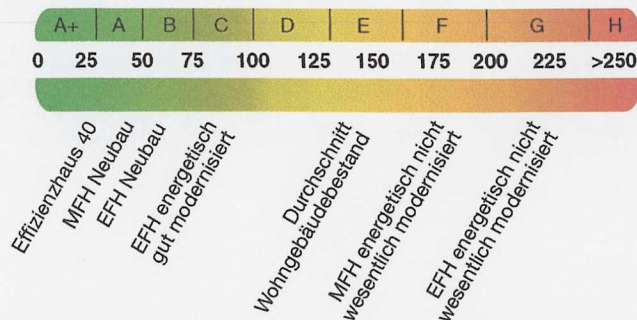 A+ A B C D E F G H
0 25 50 75 100 125 150 175 200 225 >250
Effizienzhaus 40
MFH Neubau
EFH Neubau
EFH energetisch
gut modernisiert
Durchschnitt
Wohngebäudebestand
MFH energetisch nicht
wesentlich modernisiert
EFH energetisch nicht
wesentlich modernisiert